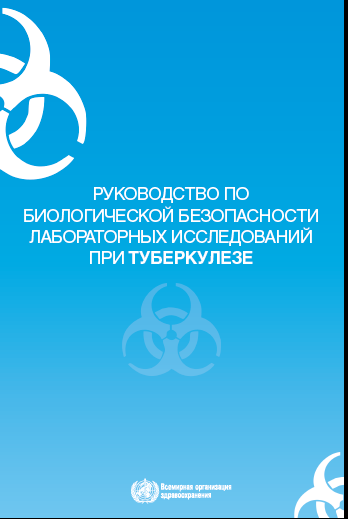 РУКОВОДСТВО ПО
БИОЛОГИЧЕСКОЙ БЕЗОПАСНОСТИ
ЛАБОРАТОРНЫХ ИССЛЕДОВАНИЙ
ПРИ ТУБЕРКУЛЕЗЕ
Всемирная организация
здравоохранения